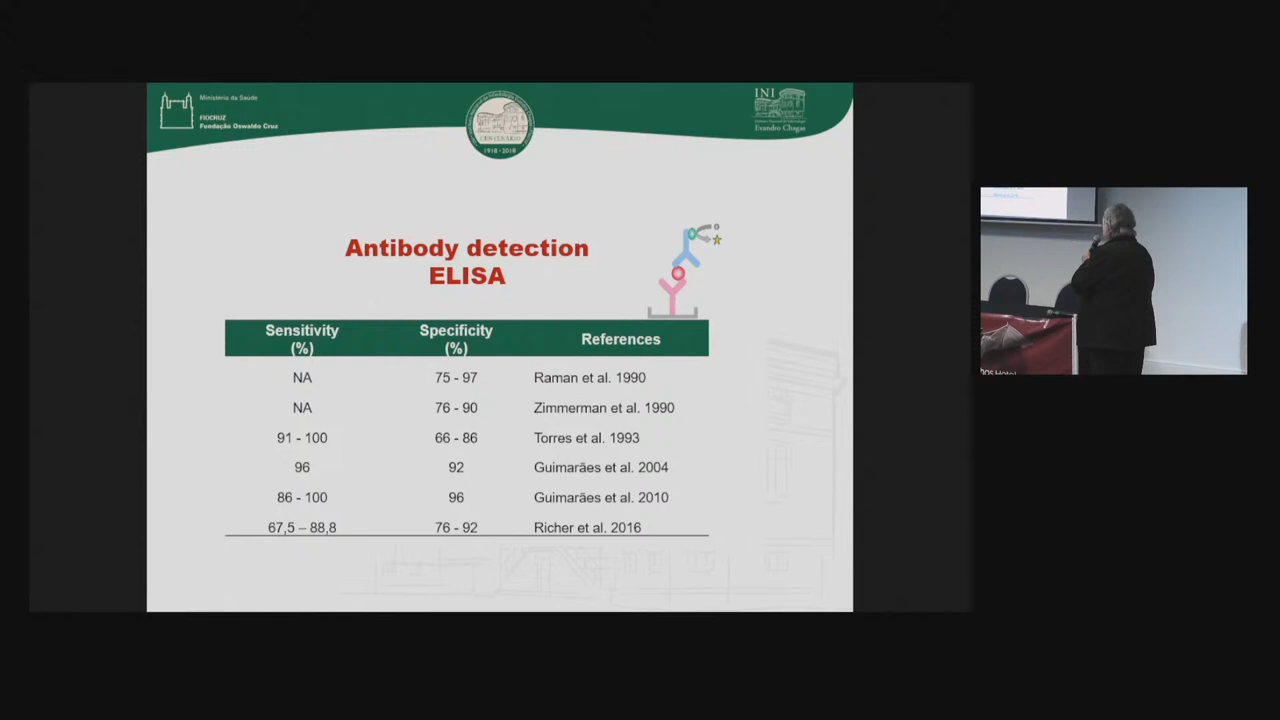 Ministério da Saúde
FIOCRUZ
Fundação Oswaldo Cruz
CENTENÁRIO
1918 - 2018
INI
Evandro Chagas
Antibody detection
ELISA
Sensitivity (%) Specificity (%) References
NA 75 - 97 Raman et al. 1990
NA 76 - 90 Zimmerman et al. 1990
91 - 100 66 - 86 Torres et al. 1993
96 92 Guimarães et al. 2004
86 - 100 96 Guimarães et al. 2010
67,5 – 88,8 76 - 92 Richer et al. 2016
Hotel